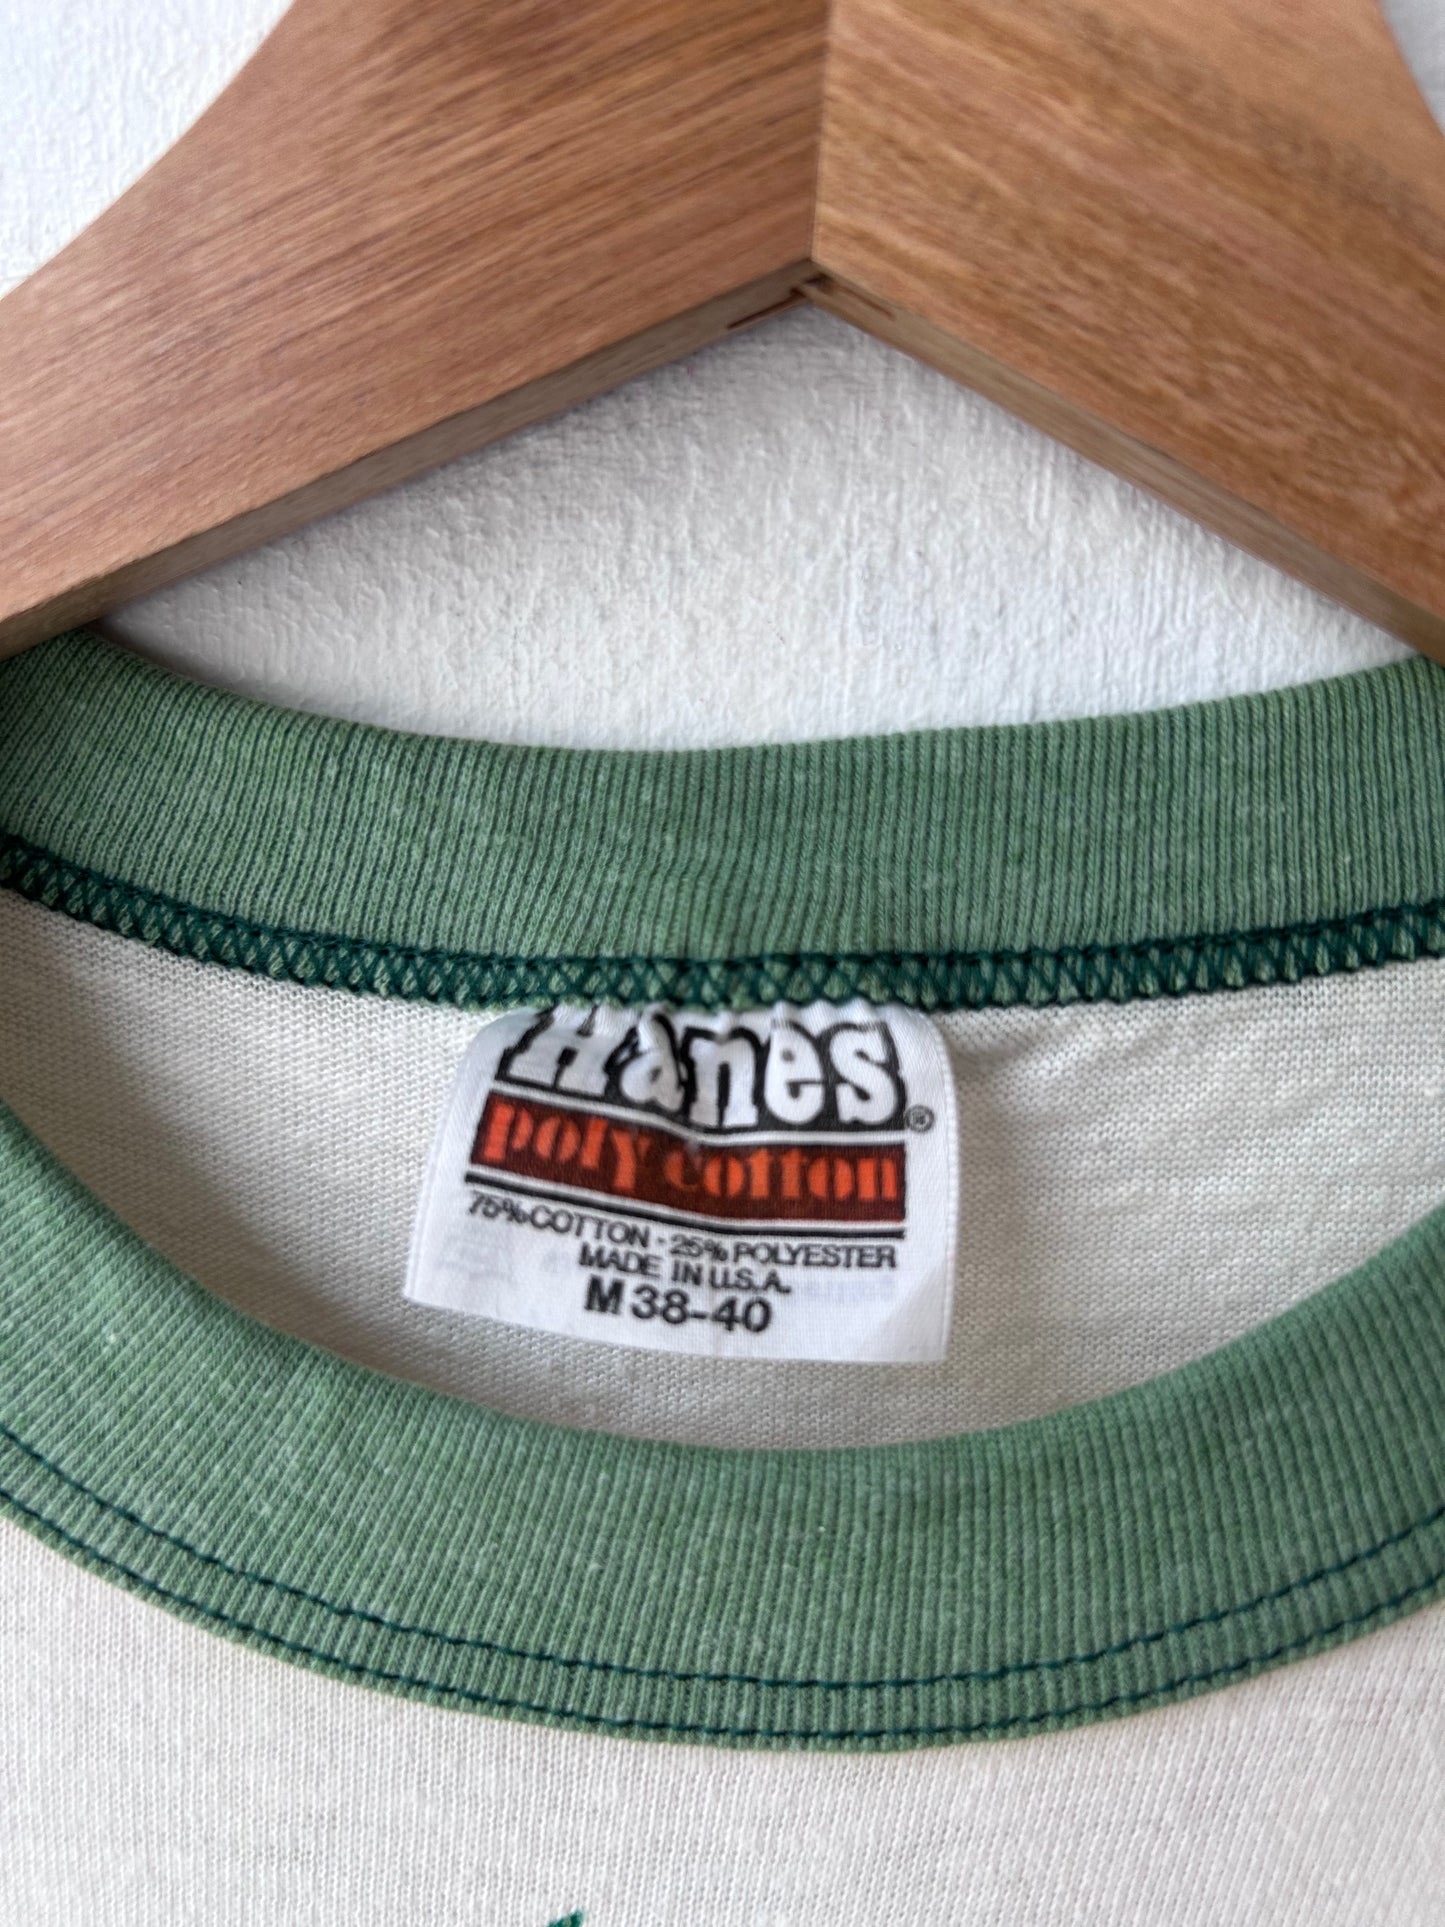 Hanes®
poly cotton
75% COTTON - 25% POLYESTER
MADE IN U.S.A.
M 38-40